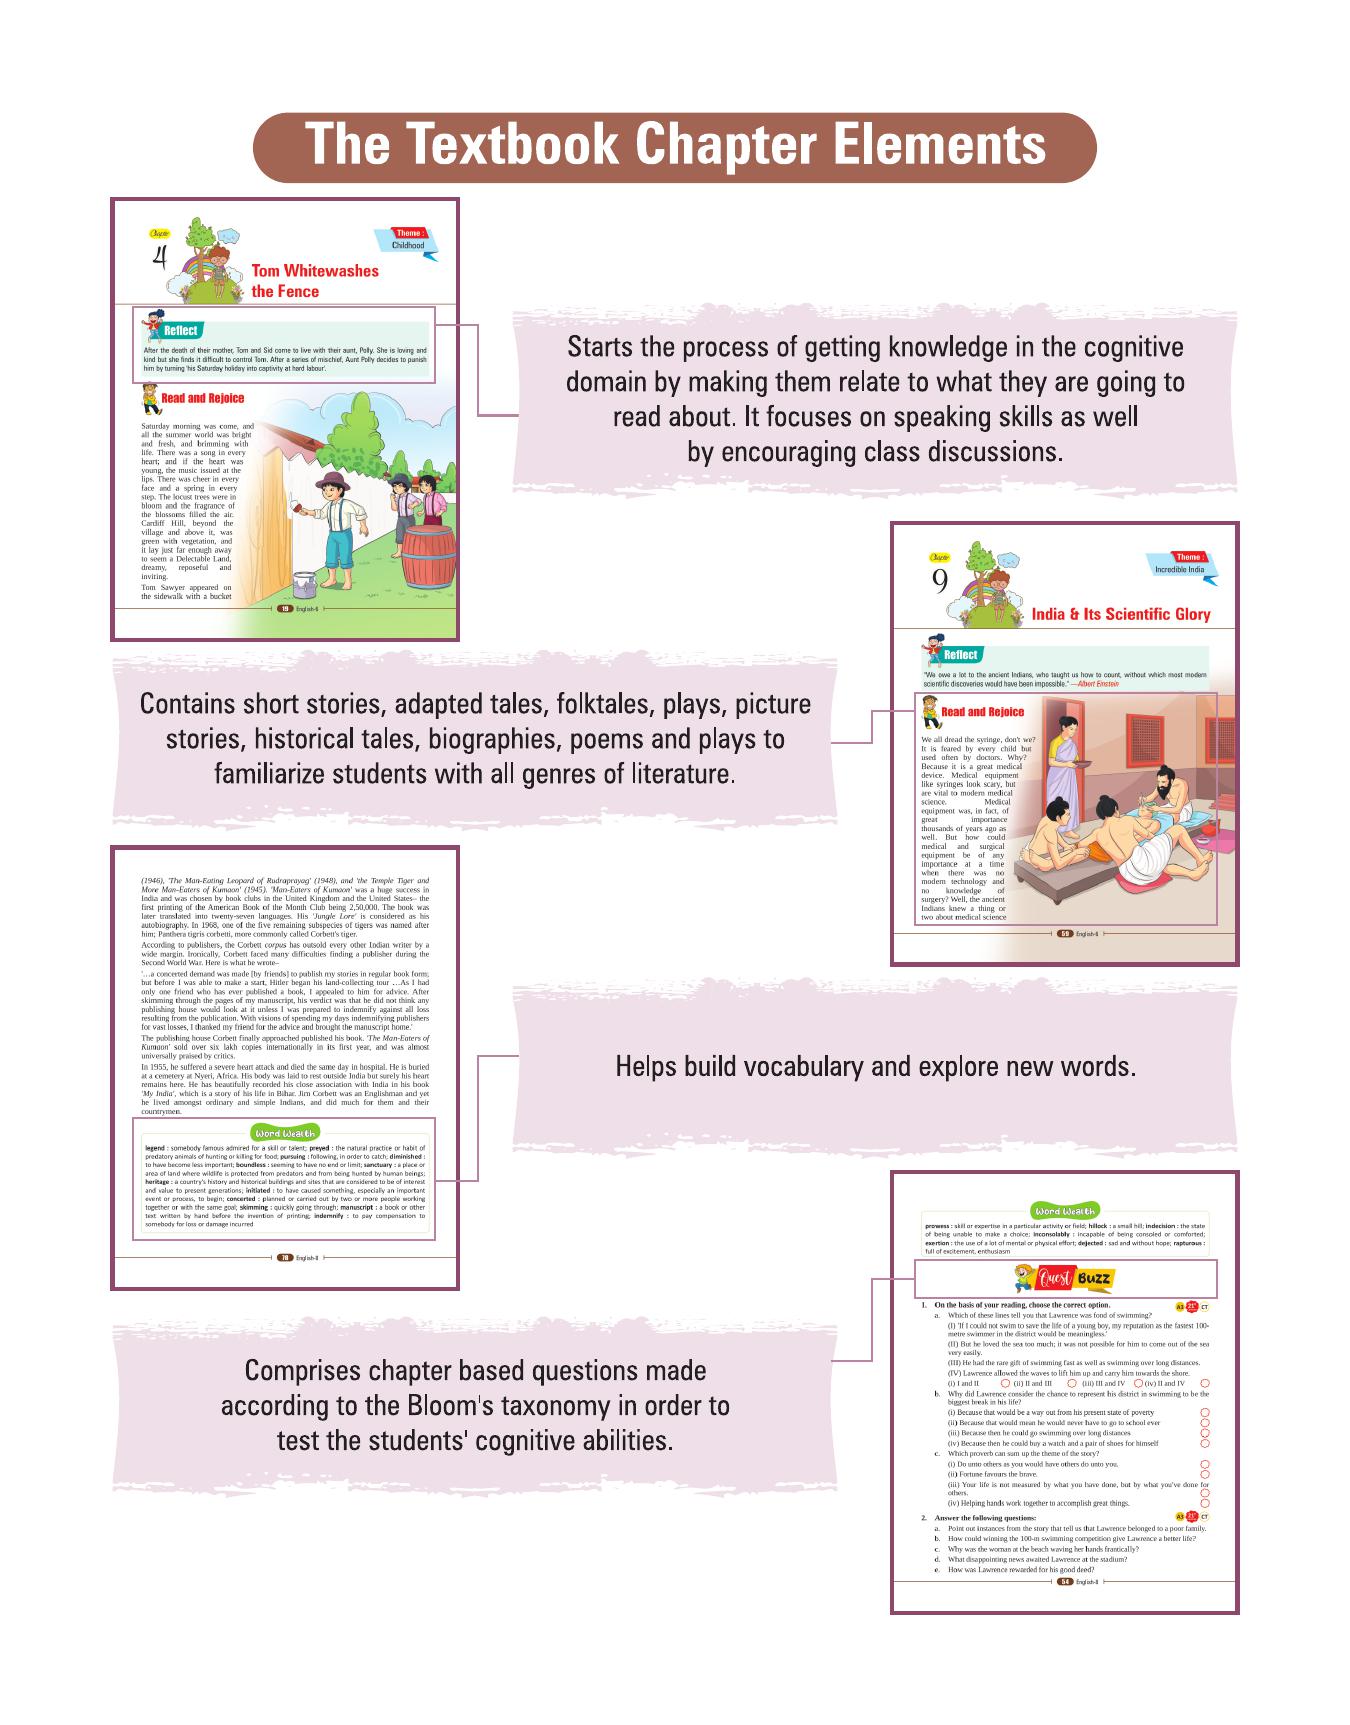 The Textbook Chapter Elements
Chapter
4
Theme :
Childhood
Tom Whitewashes
the Fence
Reflect
After the death of their mother, Tom and Sid come to live with their aunt, Polly. She is loving and
kind but she finds it difficult to control Tom. After a series of mischief, Aunt Polly decides to punish
him by turning 'his Saturday holiday into captivity at hard labour'.
Read and Rejoice
Saturday morning was come, and
all the summer world was bright
and fresh, and brimming with
life. There was a song in every
heart; and if the heart was
young, the music issued at the
lips. There was cheer in every
face and a spring in every
step. The locust trees were in
bloom and the fragrance of
the blossoms filled the air.
Cardiff Hill, beyond the
village and above it, was
green with vegetation, and
it lay just far enough away
to seem a Delectable Land,
dreamy, reposeful and
inviting.
Tom Sawyer appeared on
the sidewalk with a bucket
19 English-6
Starts the process of getting knowledge in the cognitive
domain by making them relate to what they are going to
read about. It focuses on speaking skills as well
by encouraging class discussions.
Chapter
9
Theme :
Incredible India
India & Its Scientific Glory
Reflect
"We owe a lot to the ancient Indians, who taught us how to count, without which most modern
scientific discoveries would have been impossible." —Albert Einstein
Read and Rejoice
We all dread the syringe, don't we?
It is feared by every child but
used often by doctors. Why?
Because it is a great medical
device. Medical equipment
like syringes look scary, but
are vital to modern medical
science. Medical
equipment was, in fact, of
great importance
thousands of years ago as
well. But how could
medical and surgical
equipment be of any
importance at a time
when there was no
modern technology and
no knowledge of
surgery? Well, the ancient
Indians knew a thing or
two about medical science
59 English-6
Contains short stories, adapted tales, folktales, plays, picture
stories, historical tales, biographies, poems and plays to
familiarize students with all genres of literature.
(1946), 'The Man-Eating Leopard of Rudraprayag' (1948), and 'the Temple Tiger and
More Man-Eaters of Kumaon' (1945). 'Man-Eaters of Kumaon' was a huge success in
India and was chosen by book clubs in the United Kingdom and the United States– the
first printing of the American Book of the Month Club being 2,50,000. The book was
later translated into twenty-seven languages. His 'Jungle Lore' is considered as his
autobiography. In 1968, one of the five remaining subspecies of tigers was named after
him; Panthera tigris corbetti, more commonly called Corbett's tiger.
According to publishers, the Corbett corpus has outsold every other Indian writer by a
wide margin. Ironically, Corbett faced many difficulties finding a publisher during the
Second World War. Here is what he wrote–
'…a concerted demand was made [by friends] to publish my stories in regular book form;
but before I was able to make a start, Hitler began his land-collecting tour …As I had
only one friend who has ever published a book, I appealed to him for advice. After
skimming through the pages of my manuscript, his verdict was that he did not think any
publishing house would look at it unless I was prepared to indemnify against all loss
resulting from the publication. With visions of spending my days indemnifying publishers
for vast losses, I thanked my friend for the advice and brought the manuscript home.'
The publishing house Corbett finally approached published his book. 'The Man-Eaters of
Kumaon' sold over six lakh copies internationally in its first year, and was almost
universally praised by critics.
In 1955, he suffered a severe heart attack and died the same day in hospital. He is buried
at a cemetery at Nyeri, Africa. His body was laid to rest outside India but surely his heart
remains here. He has beautifully recorded his close association with India in his book
'My India', which is a story of his life in Bihar. Jim Corbett was an Englishman and yet
he lived amongst ordinary and simple Indians, and did much for them and their
countrymen.
Word Wealth
legend : somebody famous admired for a skill or talent; preyed : the natural practice or habit of
predatory animals of hunting or killing for food; pursuing : following, in order to catch; diminished :
to have become less important; boundless : seeming to have no end or limit; sanctuary : a place or
area of land where wildlife is protected from predators and from being hunted by human beings;
heritage : a country's history and historical buildings and sites that are considered to be of interest
and value to present generations; initiated : to have caused something, especially an important
event or process, to begin; concerted : planned or carried out by two or more people working
together or with the same goal; skimming : quickly going through; manuscript : a book or other
text written by hand before the invention of printing; indemnify : to pay compensation to
somebody for loss or damage incurred
78 English-8
Helps build vocabulary and explore new words.
Word Wealth
prowess : skill or expertise in a particular activity or field; hillock : a small hill; indecision : the state
of being unable to make a choice; inconsolably : incapable of being consoled or comforted;
exertion : the use of a lot of mental or physical effort; dejected : sad and without hope; rapturous :
full of excitement, enthusiasm
Quest Buzz
1. On the basis of your reading, choose the correct option. A3 21st CT
a. Which of these lines tell you that Lawrence was fond of swimming?
(I) 'If I could not swim to save the life of a young boy, my reputation as the fastest 100-
metre swimmer in the district would be meaningless.'
(II) But he loved the sea too much; it was not possible for him to come out of the sea
very easily.
(III) He had the rare gift of swimming fast as well as swimming over long distances.
(IV) Lawrence allowed the waves to lift him up and carry him towards the shore.
(i) I and II (ii) II and III (iii) III and IV (iv) II and IV
b. Why did Lawrence consider the chance to represent his district in swimming to be the
biggest break in his life?
(i) Because that would be a way out from his present state of poverty
(ii) Because that would mean he would never have to go to school ever
(iii) Because then he could go swimming over long distances
(iv) Because then he could buy a watch and a pair of shoes for himself
c. Which proverb can sum up the theme of the story?
(i) Do unto others as you would have others do unto you.
(ii) Fortune favours the brave.
(iii) Your life is not measured by what you have done, but by what you've done for
others.
(iv) Helping hands work together to accomplish great things.
2. Answer the following questions: A3 21st CT
a. Point out instances from the story that tell us that Lawrence belonged to a poor family.
b. How could winning the 100-m swimming competition give Lawrence a better life?
c. Why was the woman at the beach waving her hands frantically?
d. What disappointing news awaited Lawrence at the stadium?
e. How was Lawrence rewarded for his good deed?
54 English-8
Comprises chapter based questions made
according to the Bloom's taxonomy in order to
test the students' cognitive abilities.